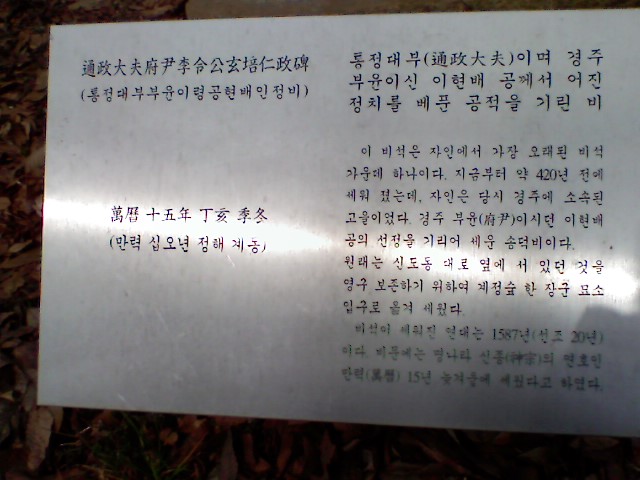 通政大夫府尹李令公玄培仁政碑
(통정대부부윤이령공현배인정비)
萬曆 十五年 丁亥 季冬
(만력 십오년 정해 계동)
통정대부(通政大夫)이며 경주
부윤이신 이현배 공께서 어진
정치를 베푼 공적을 기린 비
이 비석은 자인에서 가장 오래된 비석
가운데 하나이다. 지금부터 약 420년 전에
세워 졌는데, 자인은 당시 경주에 소속된
고을이었다. 경주 부윤(府尹)이시던 이현배
공의 선정을 기리어 세운 송덕비이다.
원래는 신도동 대로 옆에 서 있던 것을
영구 보존하기 위하여 계정숲 한 장군 묘소
입구로 옮겨 세웠다.
비석이 세워진 연대는 1587년(선조 20년)
이다. 비문에는 명나라 신종(神宗)의 연호인
만력(萬曆) 15년 늦겨울에 세웠다고 하였다.